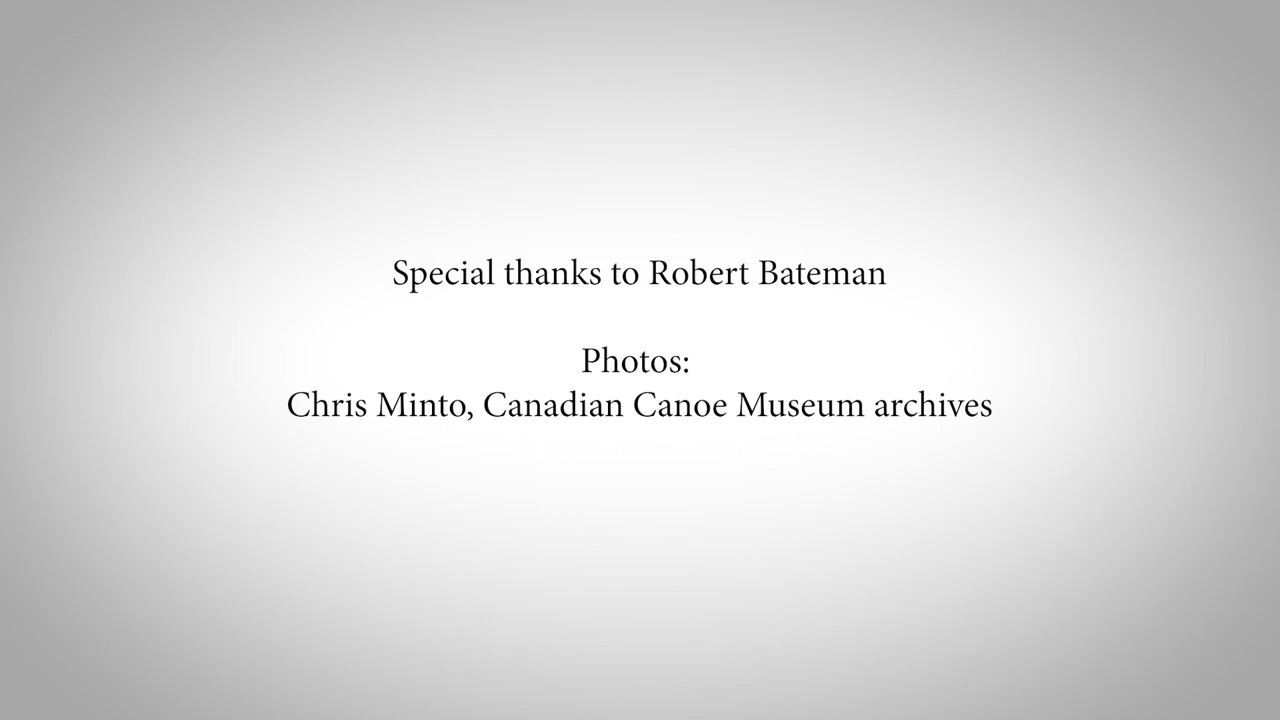 Special thanks to Robert Bateman
Photos:
Chris Minto, Canadian Canoe Museum archives